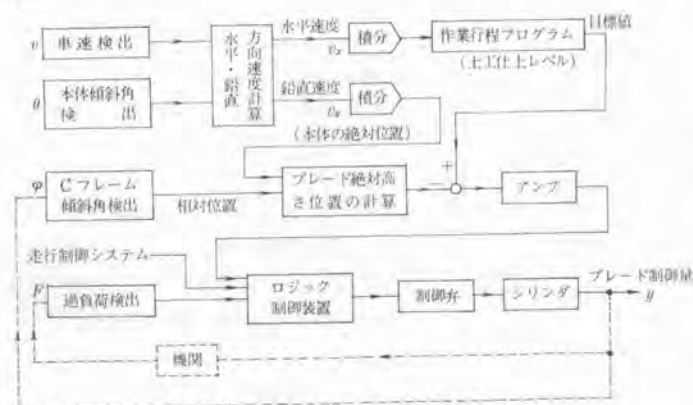 v
車速検出
θ
本体傾斜角
検出
水平・鉛直
方向速度計算
水平速度
vx
積分
作業行程プログラム
(土工仕上レベル)
目標値
鉛直速度
vy
積分
(本体の絶対位置)
φ
Cフレーム
傾斜角検出
相対位置
ブレード絶対高
さ位置の計算
+
−
アンプ
走行制御システム
F
過負荷検出
ロジック
制御装置
制御弁
シリンダ
ブレード制御量
y
機関